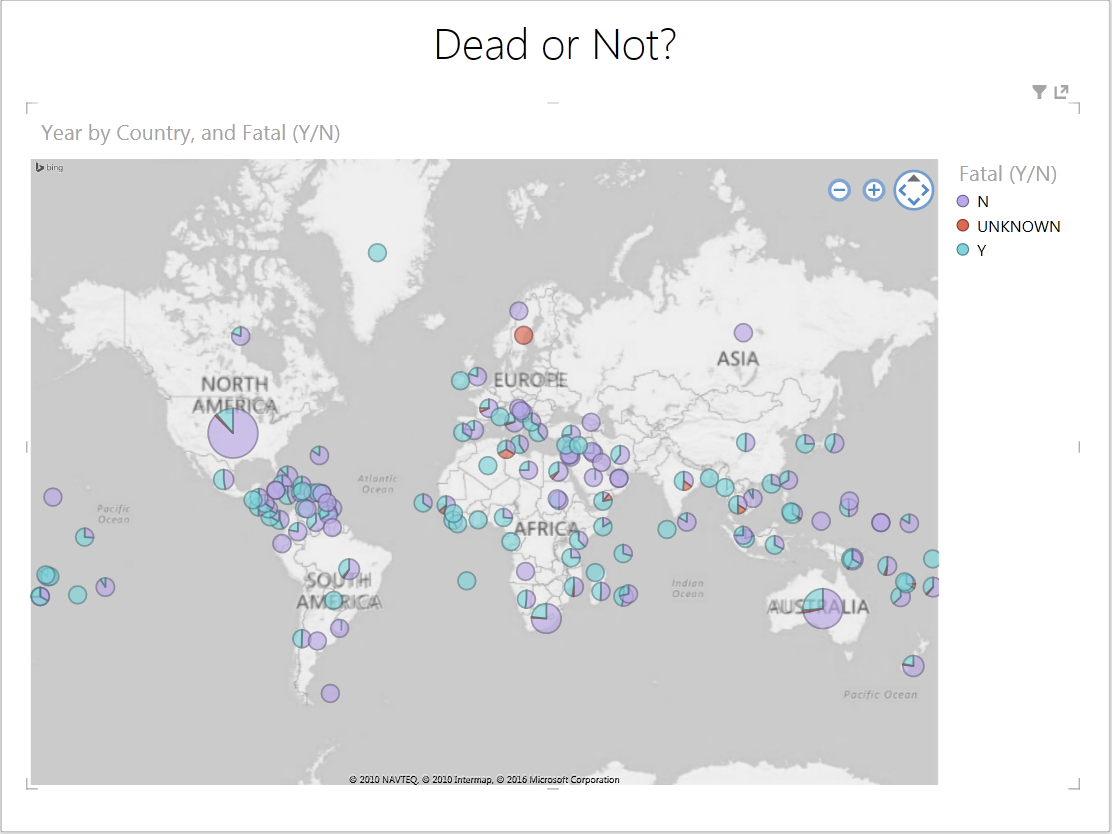 Dead or Not?
Year by Country, and Fatal (Y/N)
bing
Fatal (Y/N)
N
UNKNOWN
Y
ASIA
EUROPE
NORTH
AMERICA
Atlantic
Ocean
Pacific
Ocean
AFRICA
SOUTH
AMERICA
Indian
Ocean
AUSTRALIA
Pacific Ocean
© 2010 NAVTEQ, © 2010 Intermap, © 2016 Microsoft Corporation